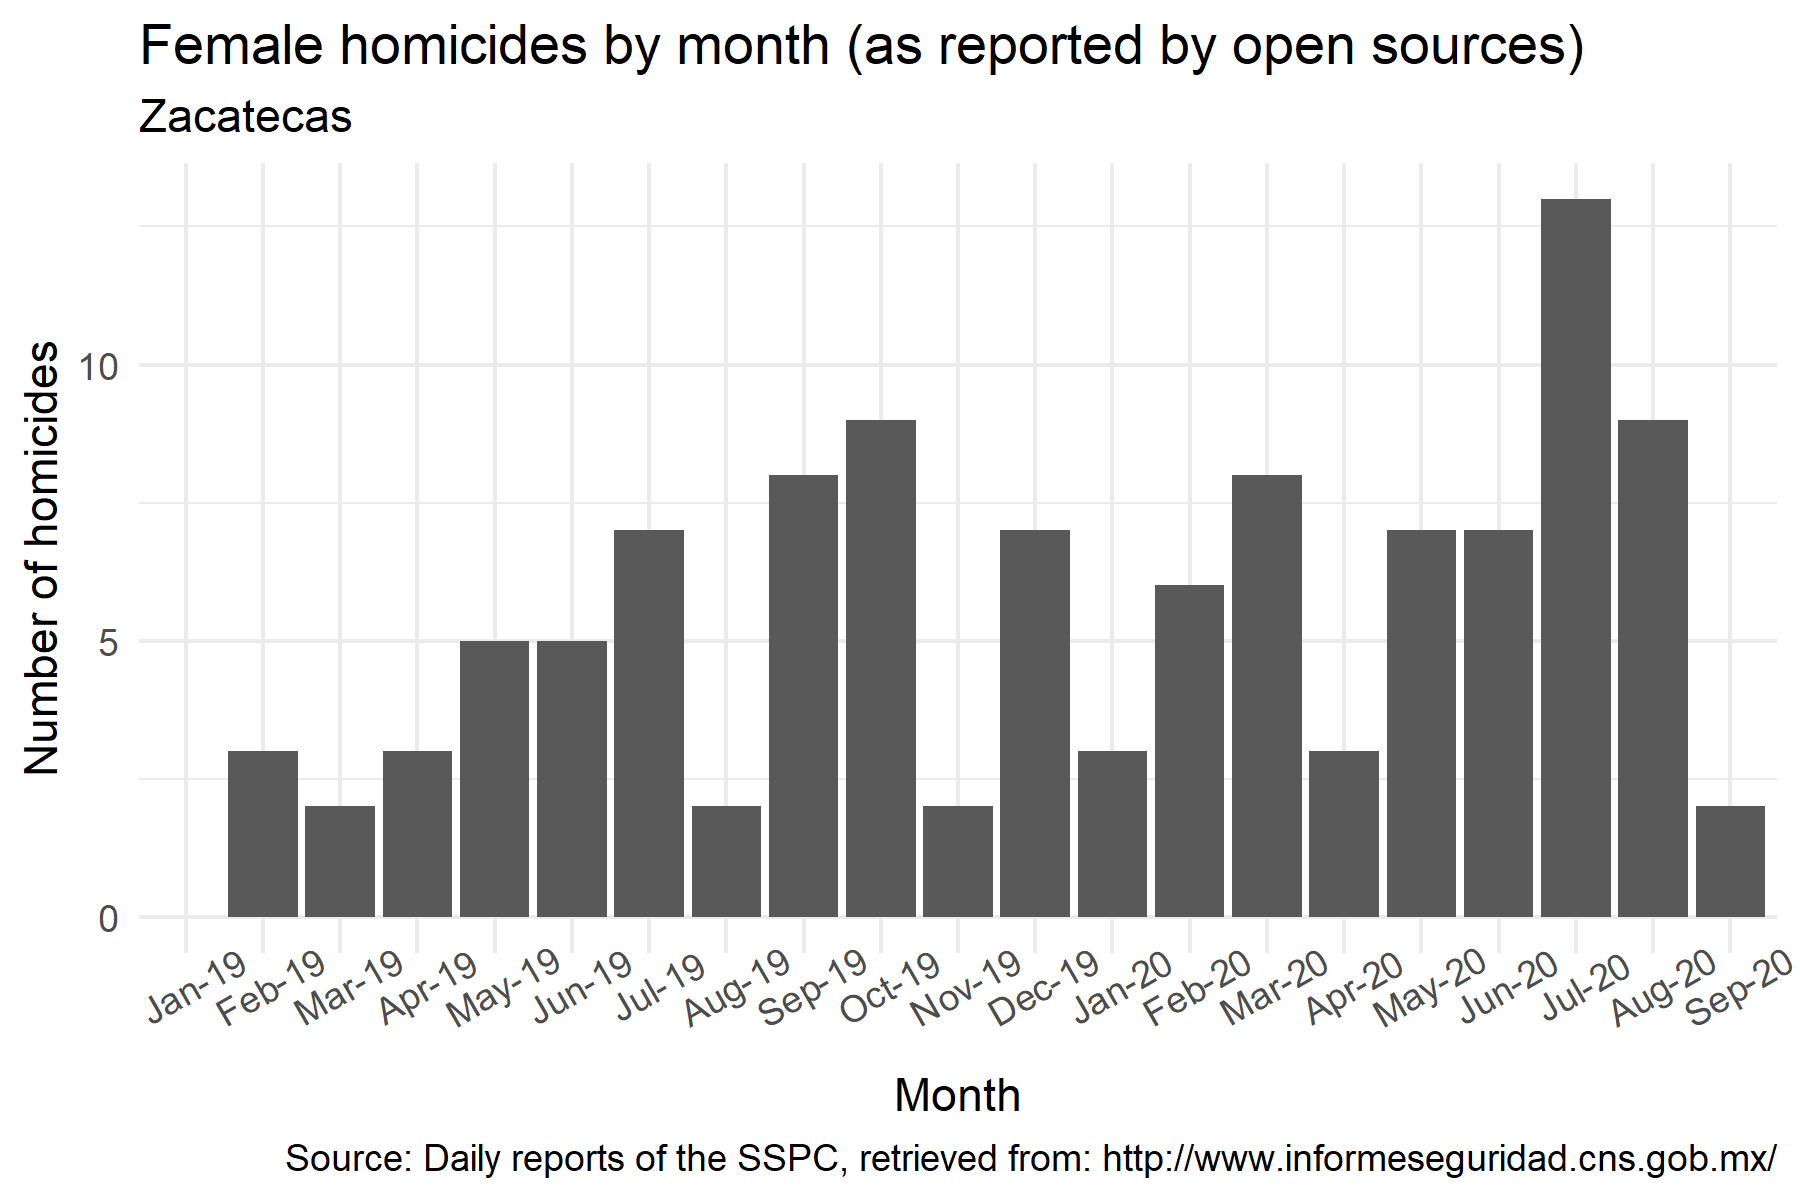 Female homicides by month (as reported by open sources)
Zacatecas
Number of homicides
10
5
0
Jan-19
Feb-19
Mar-19
Apr-19
May-19
Jun-19
Jul-19
Aug-19
Sep-19
Oct-19
Nov-19
Dec-19
Jan-20
Feb-20
Mar-20
Apr-20
May-20
Jun-20
Jul-20
Aug-20
Sep-20
Month
Source: Daily reports of the SSPC, retrieved from: http://www.informeseguridad.cns.gob.mx/